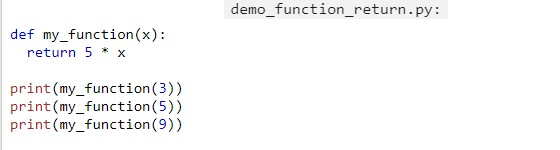 demo_function_return.py:
def my_function(x):
  return 5 * x
print(my_function(3))
print(my_function(5))
print(my_function(9))